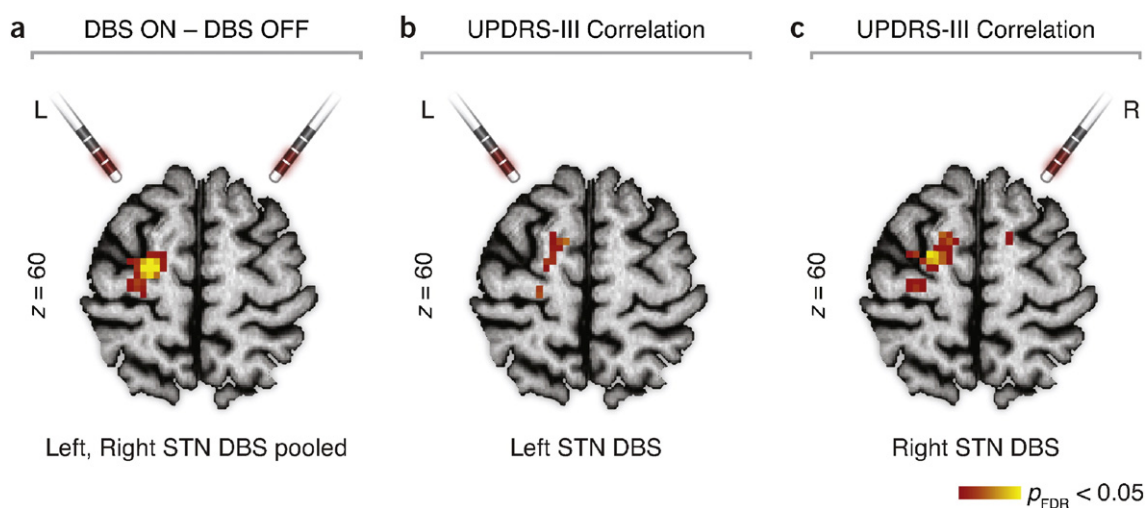 a DBS ON – DBS OFF
L
z = 60
Left, Right STN DBS pooled
b UPDRS-III Correlation
L
z = 60
Left STN DBS
c UPDRS-III Correlation
R
z = 60
Right STN DBS
pFDR < 0.05